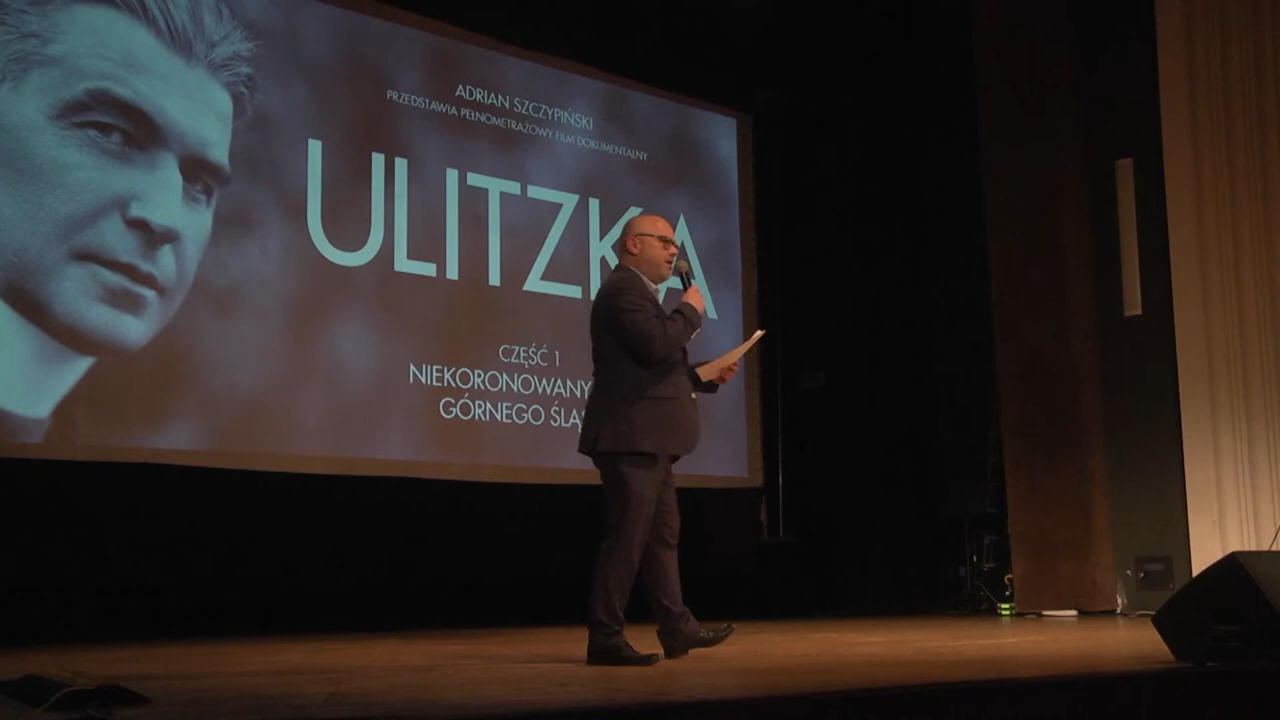 ADRIAN SZCZYPIŃSKI
PRZEDSTAWIA PEŁNOMETRAŻOWY FILM DOKUMENTALNY
ULITZKA
CZĘŚĆ 1
NIEKORONOWANY
GÓRNEGO